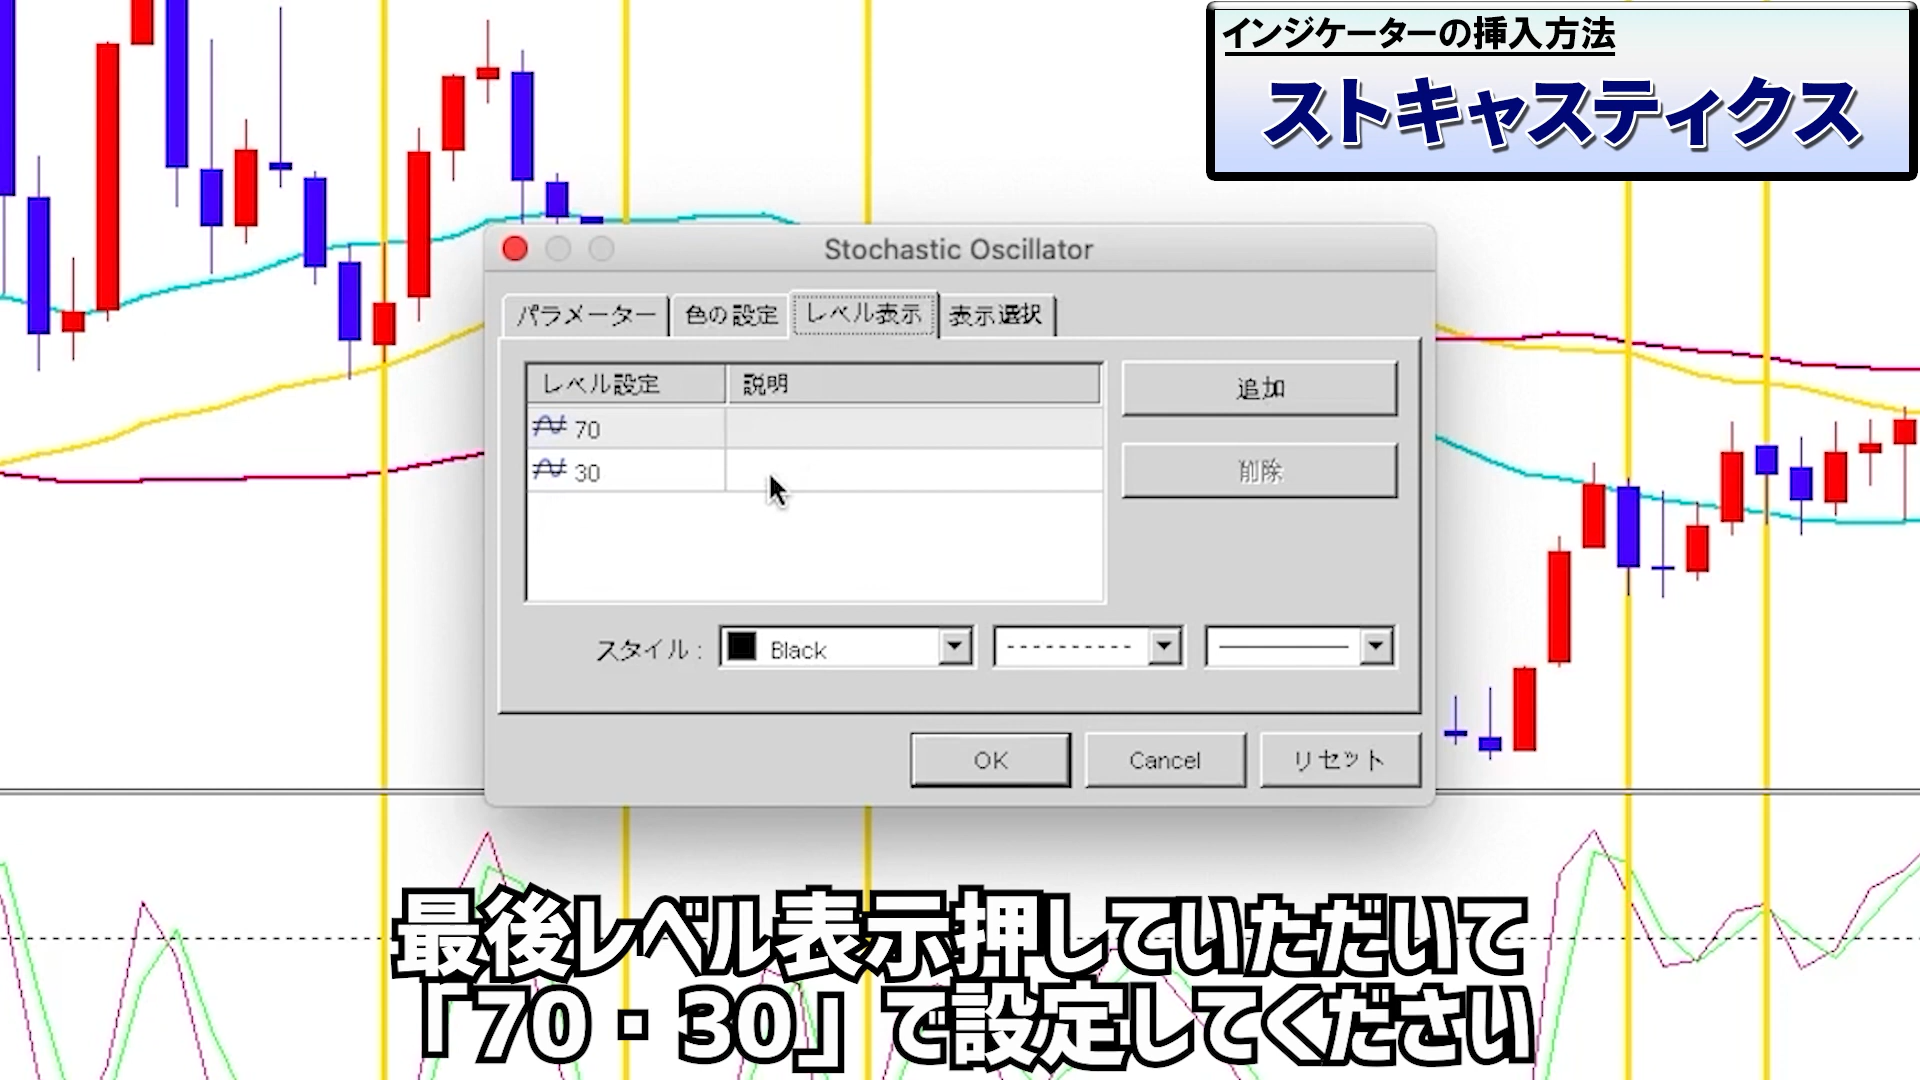 インジケーターの挿入方法
ストキャスティクス
Stochastic Oscillator
パラメーター 色の設定 レベル表示 表示選択
レベル設定 説明
追加
70
30
削除
スタイル : Black
OK Cancel リセット
最後レベル表示押していただいて
「70・30」で設定してください